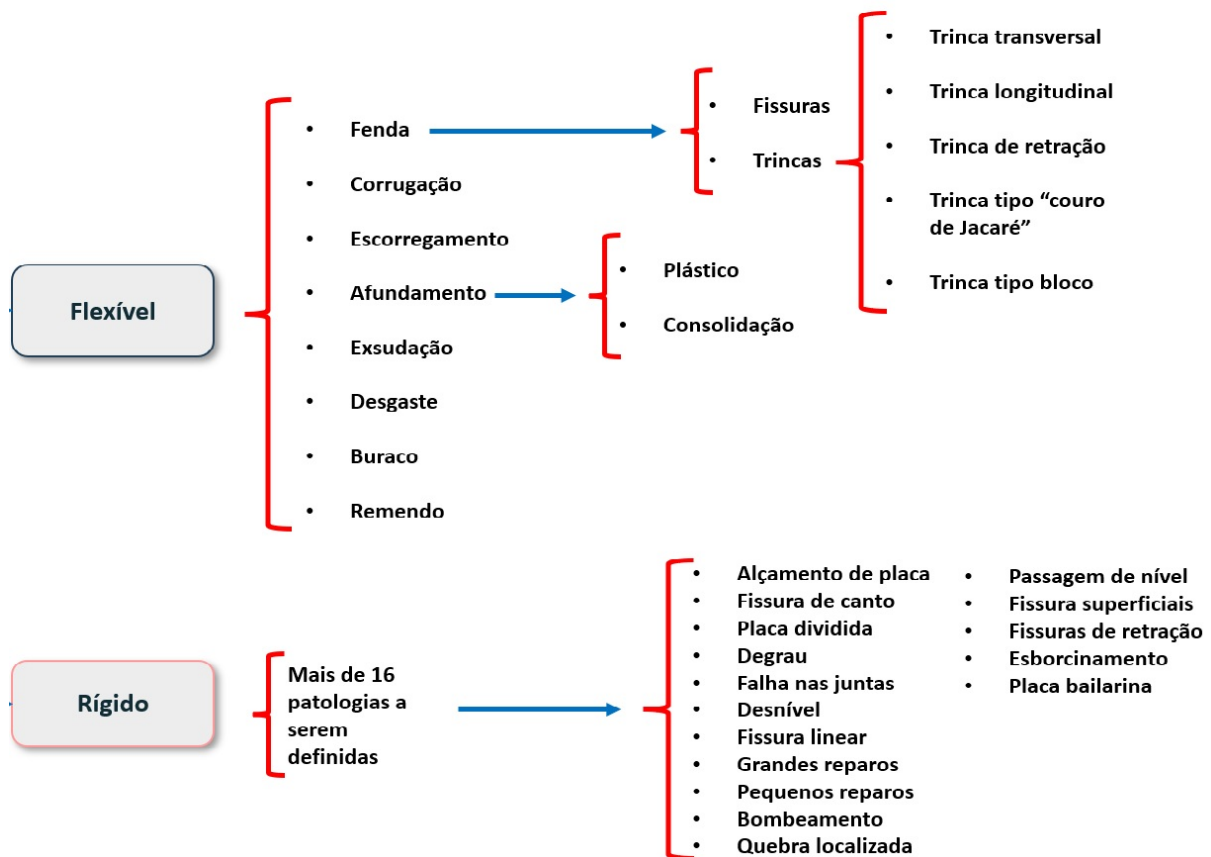 Flexível
• Fenda
• Corrugação
• Escorregamento
• Afundamento
• Exsudação
• Desgaste
• Buraco
• Remendo
• Fissuras
• Trincas
• Trinca transversal
• Trinca longitudinal
• Trinca de retração
• Trinca tipo “couro
de Jacaré”
• Trinca tipo bloco
• Plástico
• Consolidação
Rígido
Mais de 16
patologias a
serem
definidas
• Alçamento de placa
• Fissura de canto
• Placa dividida
• Degrau
• Falha nas juntas
• Desnível
• Fissura linear
• Grandes reparos
• Pequenos reparos
• Bombeamento
• Quebra localizada
• Passagem de nível
• Fissura superficiais
• Fissuras de retração
• Esborcinamento
• Placa bailarina